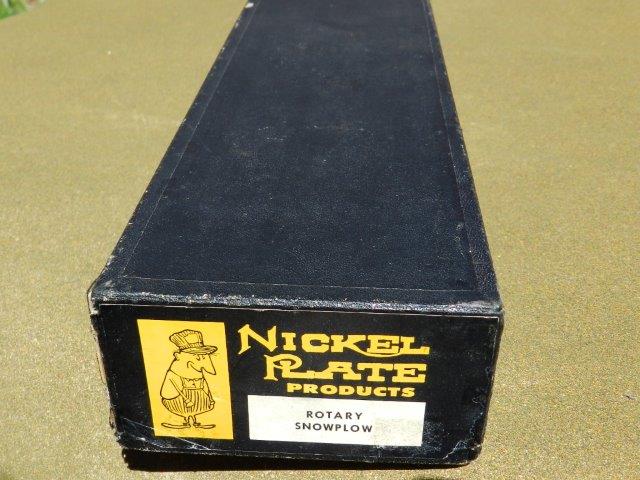 NICKEL
PLATE
PRODUCTS
ROTARY
SNOWPLOW